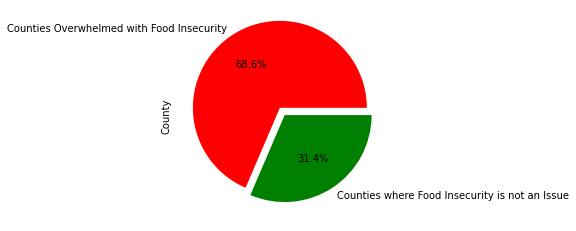 Counties Overwhelmed with Food Insecurity
68.6%
County
31.4%
Counties where Food Insecurity is not an Issue